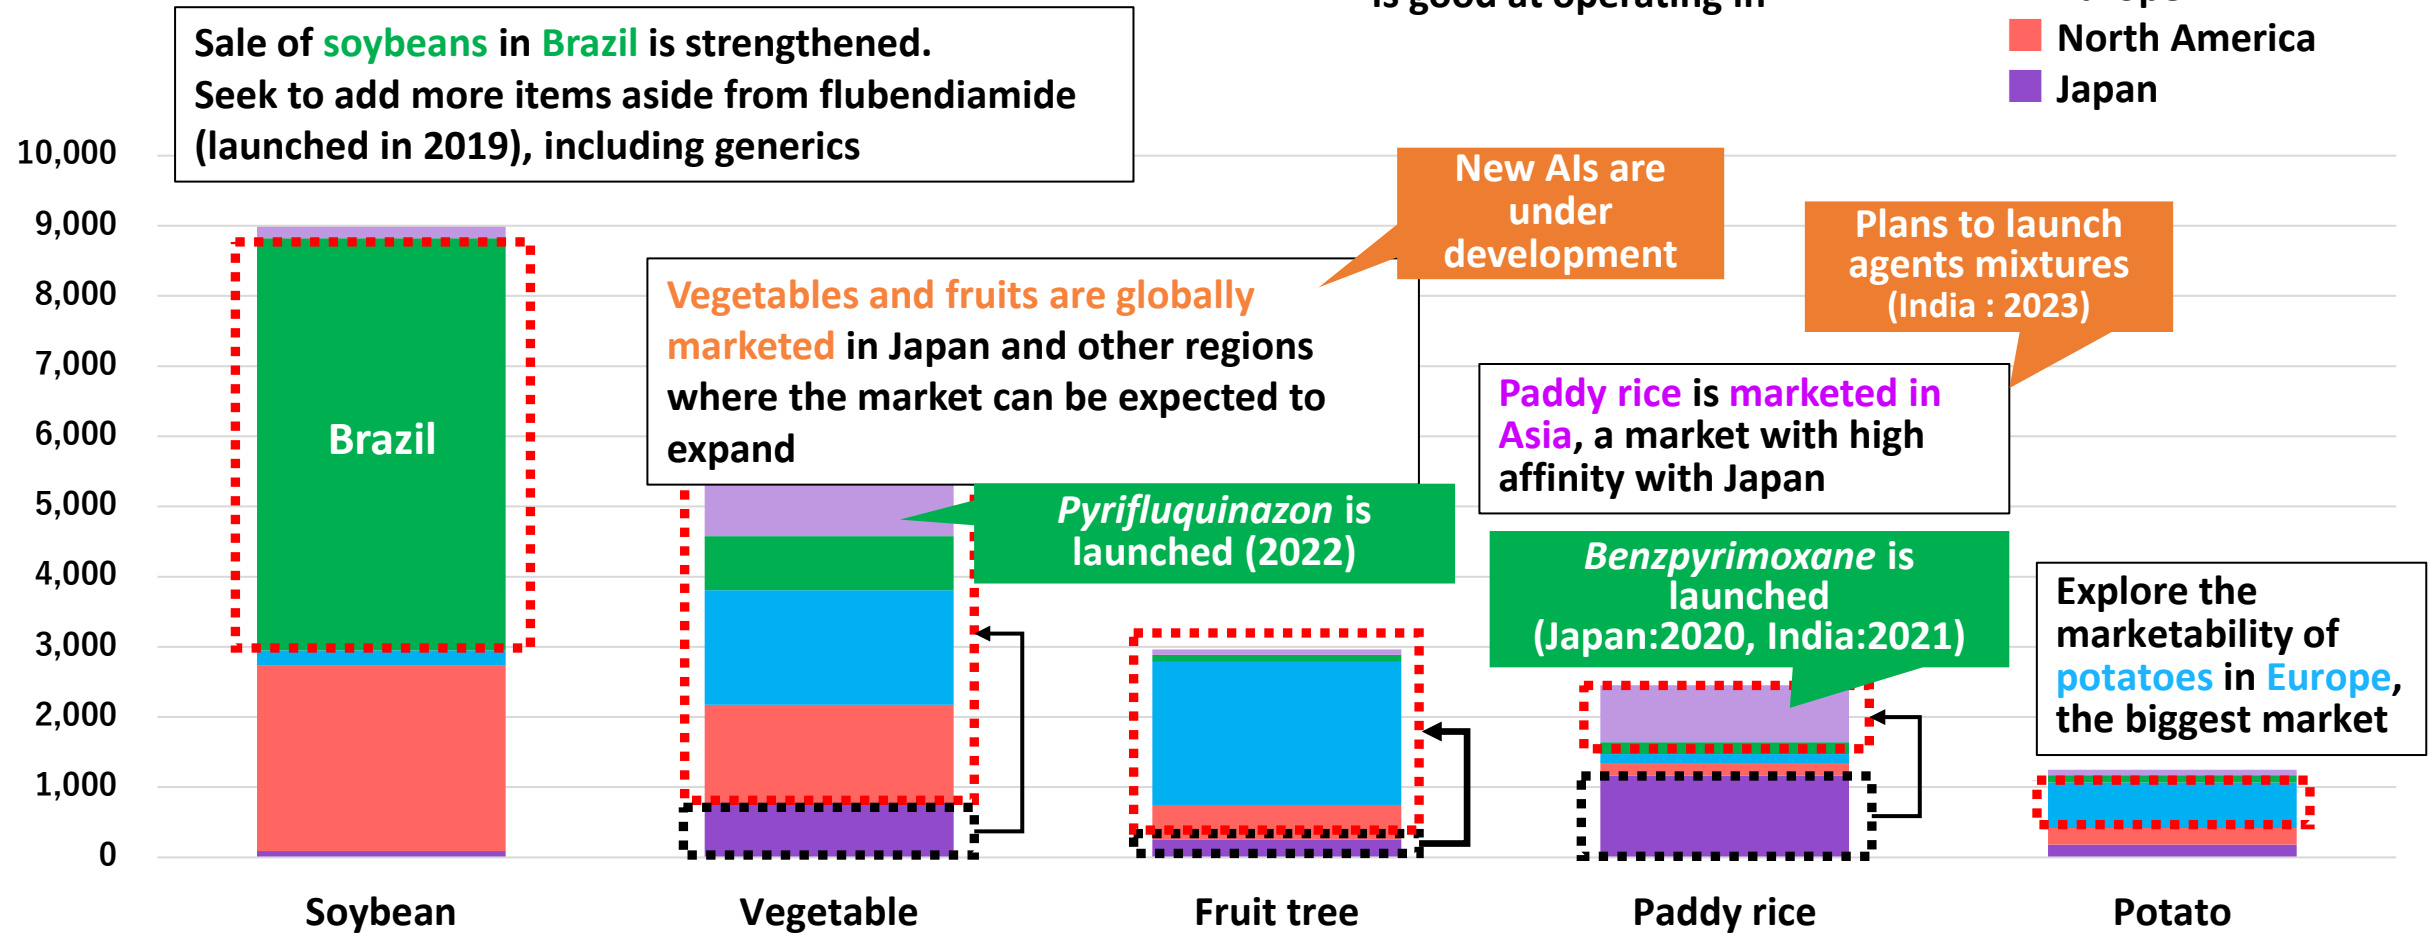 is good at operating in
North America
Japan
Sale of soybeans in Brazil is strengthened.
Seek to add more items aside from flubendiamide
(launched in 2019), including generics
10,000
9,000
8,000
7,000
6,000
5,000
4,000
3,000
2,000
1,000
0
Brazil
New AIs are
under
development
Vegetables and fruits are globally
marketed in Japan and other regions
where the market can be expected to
expand
Plans to launch
agents mixtures
(India : 2023)
Paddy rice is marketed in
Asia, a market with high
affinity with Japan
Pyrifluquinazon is
launched (2022)
Benzpyrimoxane is
launched
(Japan:2020, India:2021)
Explore the
marketability of
potatoes in Europe,
the biggest market
Soybean
Vegetable
Fruit tree
Paddy rice
Potato